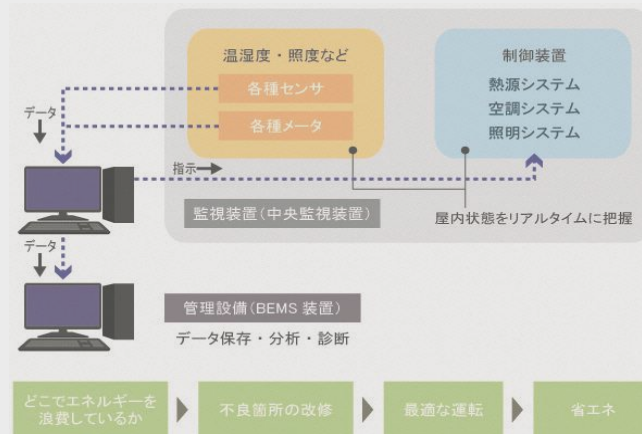 温湿度・照度など
各種センサ
各種メータ
制御装置
熱源システム
空調システム
照明システム
データ
指示
監視装置(中央監視装置)
屋内状態をリアルタイムに把握
データ
管理設備(BEMS 装置)
データ保存・分析・診断
どこでエネルギーを
浪費しているか
不良箇所の改修
最適な運転
省エネ